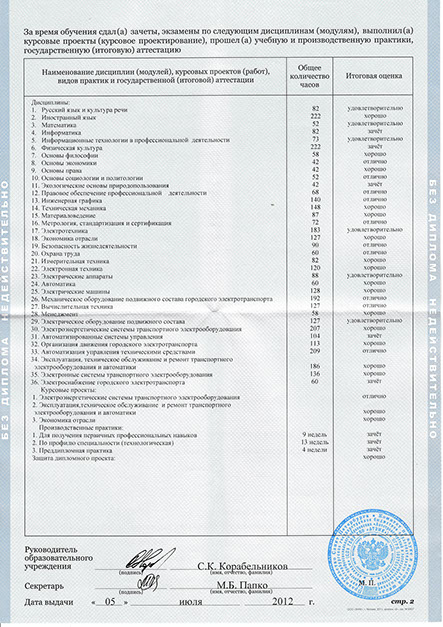 За время обучения сдал(а) зачеты, экзамены по следующим дисциплинам (модулям), выполнил(а)
курсовые проекты (курсовое проектирование), прошел(а) учебную и производственную практики,
государственную (итоговую) аттестацию
Наименование дисциплин (модулей), курсовых проектов (работ), видов практик и государственной (итоговой) аттестации
Общее количество часов
Итоговая оценка
Дисциплины:
1. Русский язык и культура речи 82 удовлетворительно
2. Иностранный язык 222 хорошо
3. Математика 52 удовлетворительно
4. Информатика 82 зачёт
5. Информационные технологии в профессиональной деятельности 73 удовлетворительно
6. Физическая культура 222 зачёт
7. Основы философии 58 хорошо
8. Основы экономики 42 отлично
9. Основы права 42 хорошо
10. Основы социологии и политологии 52 отлично
11. Экологические основы природопользования 42 зачёт
12. Правовое обеспечение профессиональной деятельности 68 отлично
13. Инженерная графика 140 отлично
14. Техническая механика 148 хорошо
15. Материаловедение 87 хорошо
16. Метрология, стандартизация и сертификация 72 отлично
17. Электротехника 183 удовлетворительно
18. Экономика отрасли 127 хорошо
19. Безопасность жизнедеятельности 90 отлично
20. Охрана труда 60 отлично
21. Измерительная техника 82 хорошо
22. Электронная техника 120 хорошо
23. Электрические аппараты 88 удовлетворительно
24. Автоматика 60 хорошо
25. Электрические машины 128 хорошо
26. Механическое оборудование подвижного состава городского электротранспорта 192 отлично
27. Вычислительная техника 127 отлично
28. Менеджмент 58 хорошо
29. Электрическое оборудование подвижного состава 127 удовлетворительно
30. Электроэнергетические системы транспортного электрооборудования 207 хорошо
31. Автоматизированные системы управления 104 зачёт
32. Организация движения городского электротранспорта 113 хорошо
33. Автоматизация управления техническими средствами 209 отлично
34. Эксплуатация, техническое обслуживание и ремонт транспортного
электрооборудования и автоматики 186 хорошо
35. Электронные системы транспортного электрооборудования 136 хорошо
36. Электроснабжение городского электротранспорта 60 зачёт
Курсовые проекты:
1. Электроэнергетические системы транспортного электрооборудования отлично
2. Эксплуатация,техническое обслуживание и ремонт транспортного
электрооборудования и автоматики хорошо
3. Экономика отрасли хорошо
Производственные практики:
1. Для получения первичных профессиональных навыков 9 недель зачёт
2. По профилю специальности (технологическая) 13 недель зачёт
3. Преддипломная практика 4 недели зачёт
Защита дипломного проекта: хорошо
Руководитель
образовательного
учреждения С.К. Корабельников
(подпись) (имя, отчество, фамилия)
Секретарь М.Б. Папко
(подпись) (имя, отчество, фамилия)
М.П.
Дата выдачи « 05 » июля 2012 г.
стр. 2
БЕЗ ДИПЛОМА НЕДЕЙСТВИТЕЛЬНО
БЕЗ ДИПЛОМА НЕДЕЙСТВИТЕЛЬНО